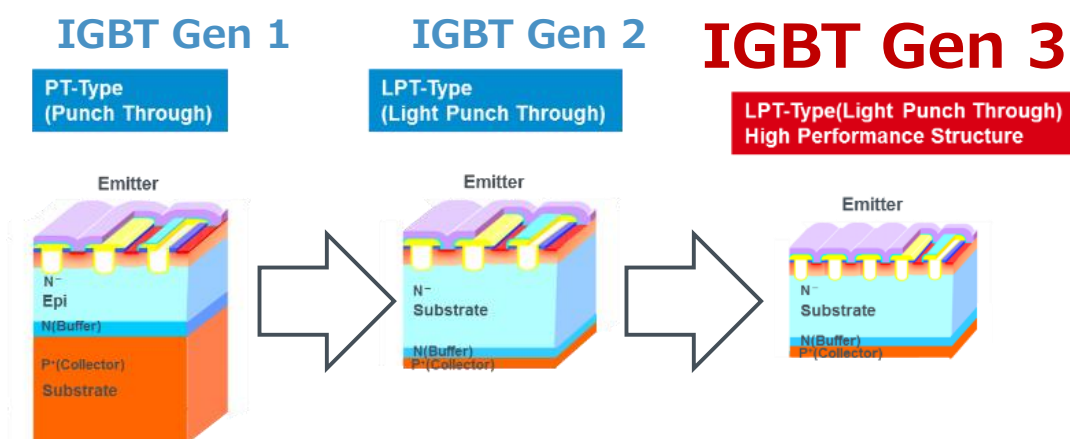 IGBT Gen 1
PT-Type
(Punch Through)
Emitter
N⁻
Epi
N(Buffer)
P⁺(Collector)
Substrate
IGBT Gen 2
LPT-Type
(Light Punch Through)
Emitter
N⁻
Substrate
N(Buffer)
P⁺(Collector)
IGBT Gen 3
LPT-Type(Light Punch Through)
High Performance Structure
Emitter
N⁻
Substrate
N(Buffer)
P⁺(Collector)